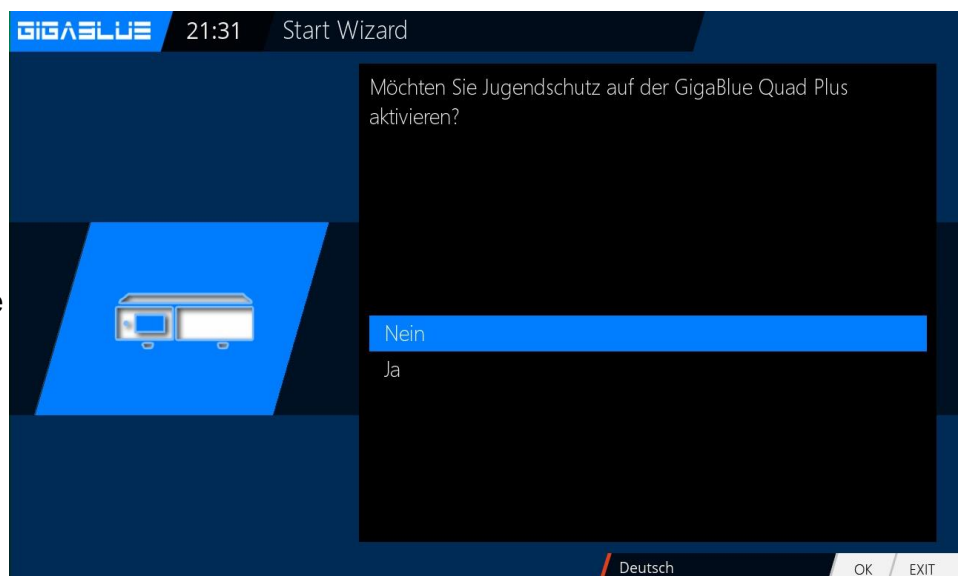 GIGABLUE 21:31 Start Wizard
Möchten Sie Jugendschutz auf der GigaBlue Quad Plus
aktivieren?
e
Nein
Ja
Deutsch OK EXIT